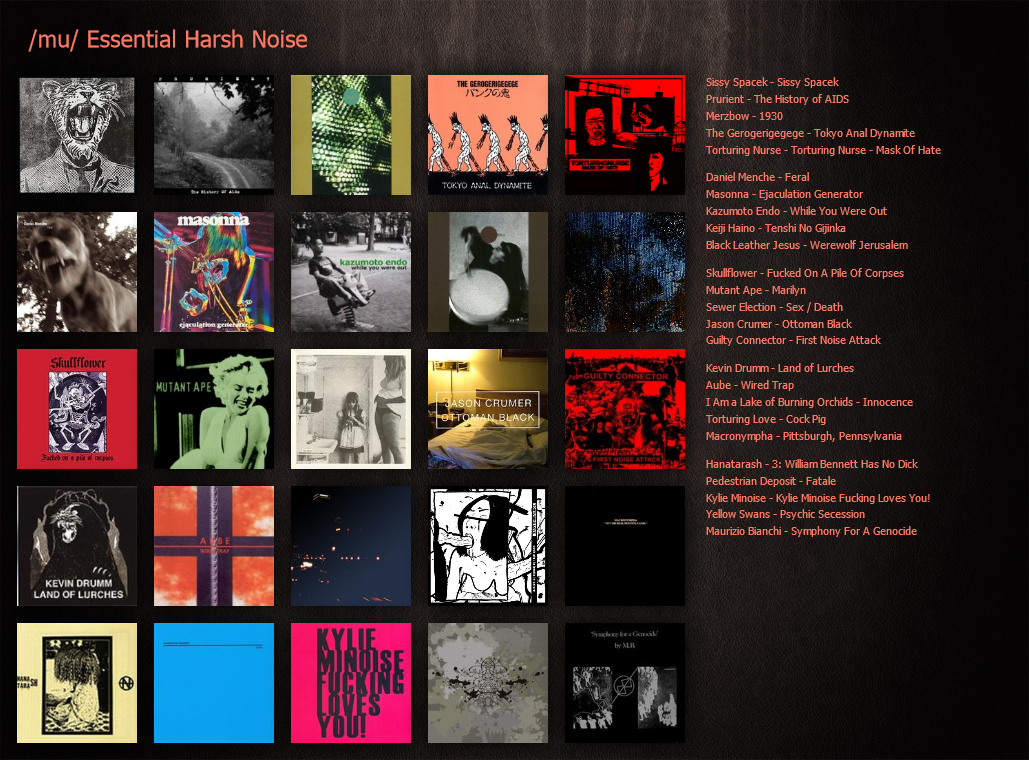 /mu/ Essential Harsh Noise
Sissy Spacek - Sissy Spacek
Prurient - The History of AIDS
Merzbow - 1930
The Gerogerigegege - Tokyo Anal Dynamite
Torturing Nurse - Torturing Nurse - Mask Of Hate
Daniel Menche - Feral
Masonna - Ejaculation Generator
Kazumoto Endo - While You Were Out
Keiji Haino - Tenshi No Gijinka
Black Leather Jesus - Werewolf Jerusalem
Skullflower - Fucked On A Pile Of Corpses
Mutant Ape - Marilyn
Sewer Election - Sex / Death
Jason Crumer - Ottoman Black
Guilty Connector - First Noise Attack
Kevin Drumm - Land of Lurches
Aube - Wired Trap
I Am a Lake of Burning Orchids - Innocence
Torturing Love - Cock Pig
Macronympha - Pittsburgh, Pennsylvania
Hanatarash - 3: William Bennett Has No Dick
Pedestrian Deposit - Fatale
Kylie Minoise - Kylie Minoise Fucking Loves You!
Yellow Swans - Psychic Secession
Maurizio Bianchi - Symphony For A Genocide
prurient
The History Of Aids
THE GEROGERIGEGEGE
パンクの鬼
TOKYO ANAL DYNAMITE
TORTURING NURSE
MASK OF HATE
masonna
ejaculation generator
kazumoto endo
while you were out
Skullflower
Fucked on a pile of corpses
MUTANT APE
JASON CRUMER
OTTOMAN BLACK
GUILTY CONNECTOR
FIRST NOISE ATTACK
KEVIN DRUMM
LAND OF LURCHES
AUBE
WIRED TRAP
HANA
TARA
SH
KYLIE
MINOISE
FUCKING
LOVES
YOU!
'Symphony for a Genocide'
by M.B.